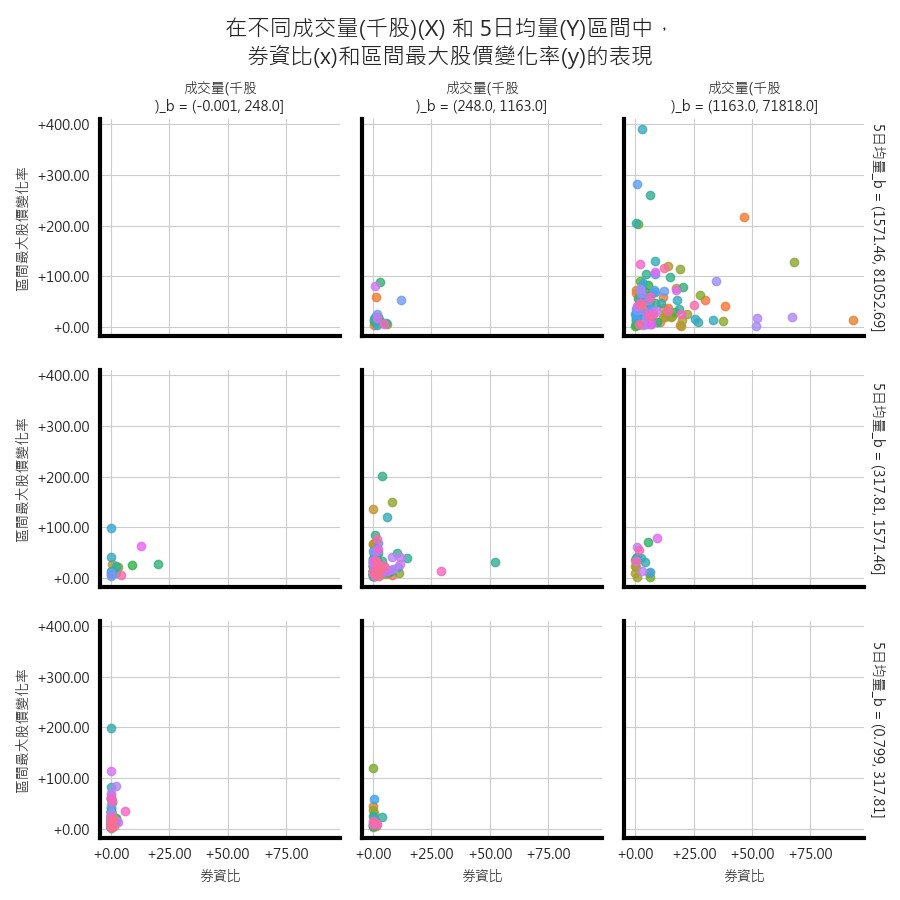 在不同成交量(千股)(X) 和 5日均量(Y)區間中，
券資比(x)和區間最大股價變化率(y)的表現
成交量(千股
)_b = (-0.001, 248.0]
成交量(千股
)_b = (248.0, 1163.0]
成交量(千股
)_b = (1163.0, 71818.0]
+400.00
+300.00
+200.00
+100.00
+0.00
區間最大股價變化率
5日均量_b = (1571.46, 81052.69]
+400.00
+300.00
+200.00
+100.00
+0.00
區間最大股價變化率
5日均量_b = (317.81, 1571.46]
+400.00
+300.00
+200.00
+100.00
+0.00
區間最大股價變化率
5日均量_b = (0.799, 317.81]
+0.00 +25.00 +50.00 +75.00
+0.00 +25.00 +50.00 +75.00
+0.00 +25.00 +50.00 +75.00
券資比
券資比
券資比